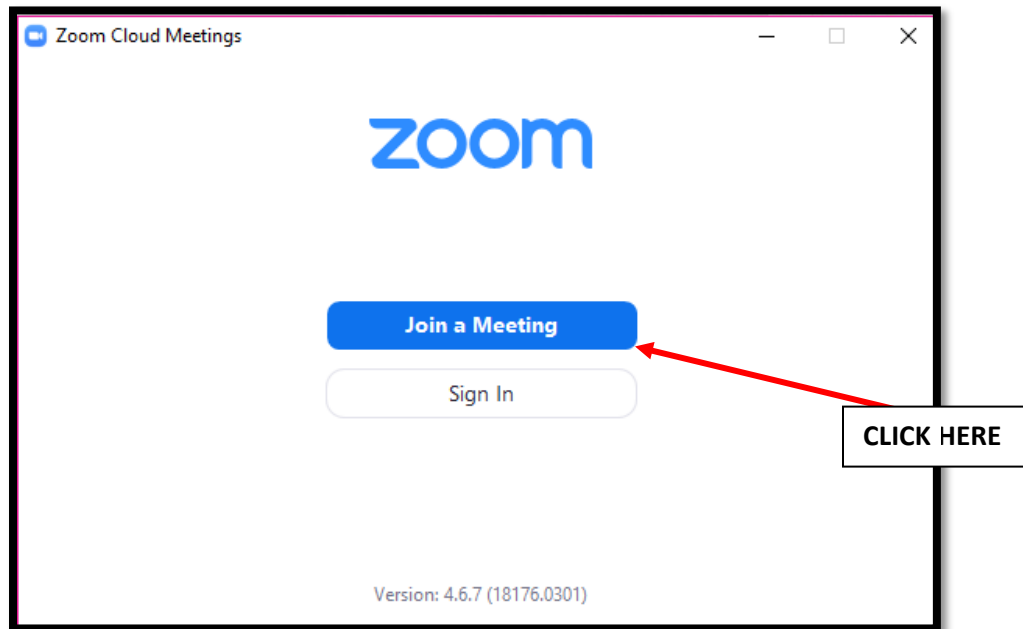 Zoom Cloud Meetings
zoom
Join a Meeting
Sign In
CLICK HERE
Version: 4.6.7 (18176.0301)